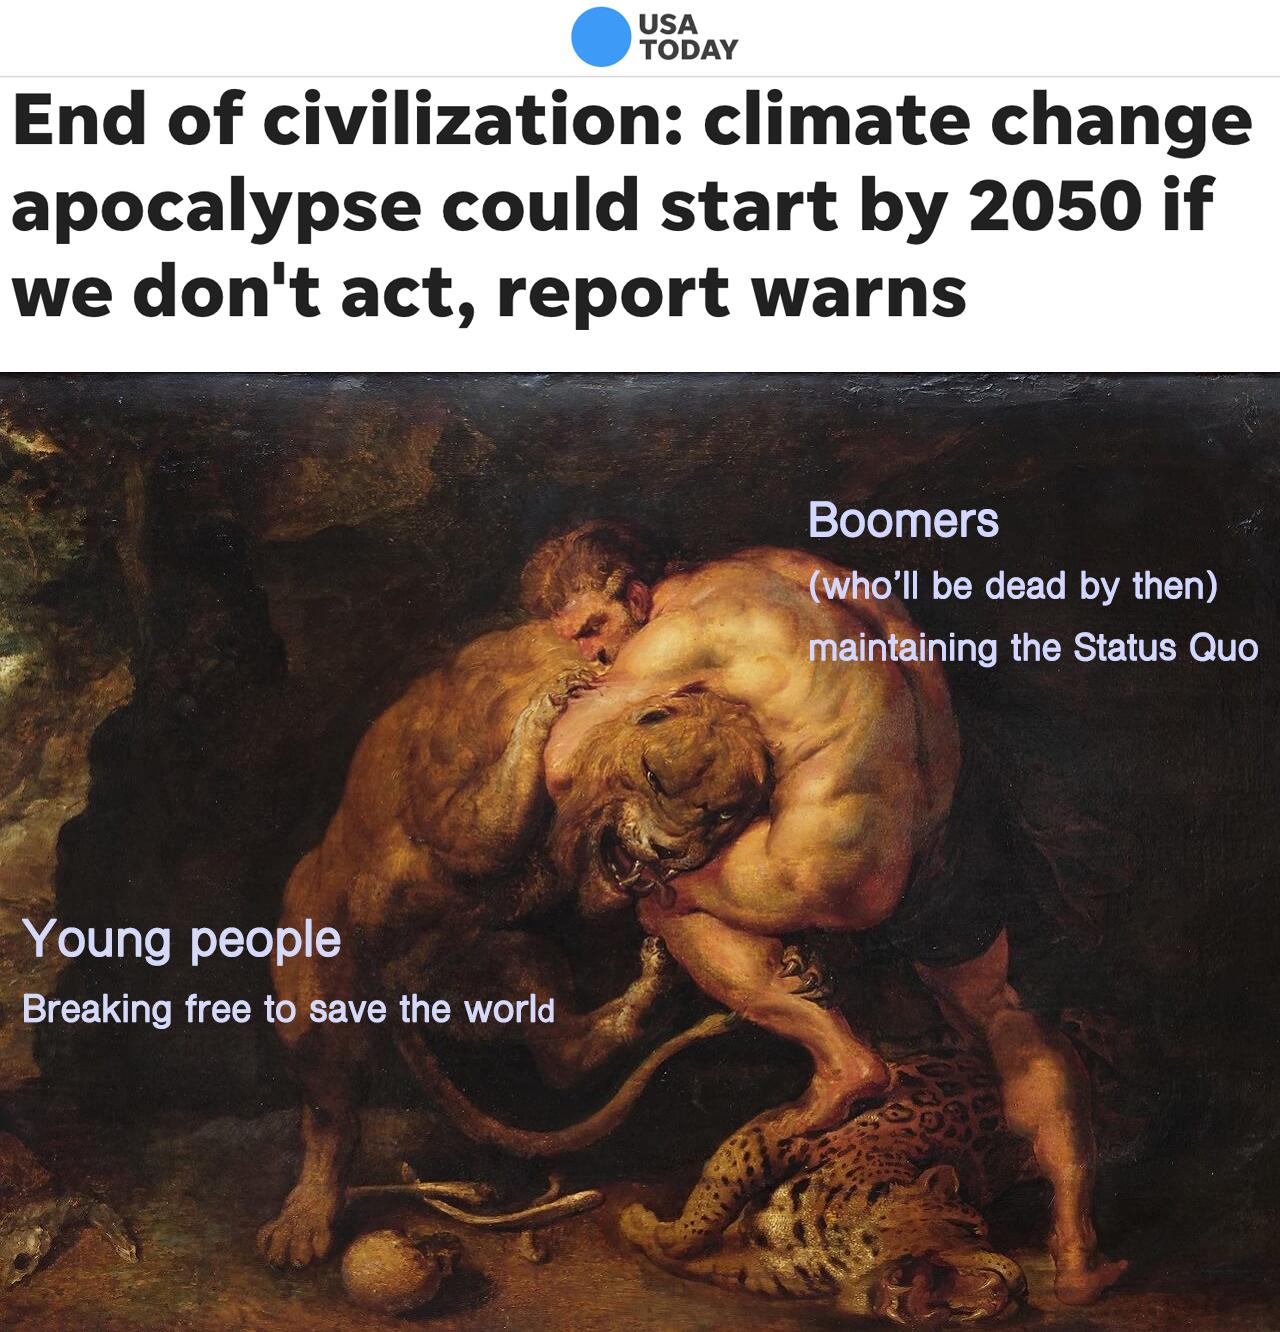 USA
TODAY
End of civilization: climate change
apocalypse could start by 2050 if
we don't act, report warns
Boomers
(who’ll be dead by then)
maintaining the Status Quo
Young people
Breaking free to save the world